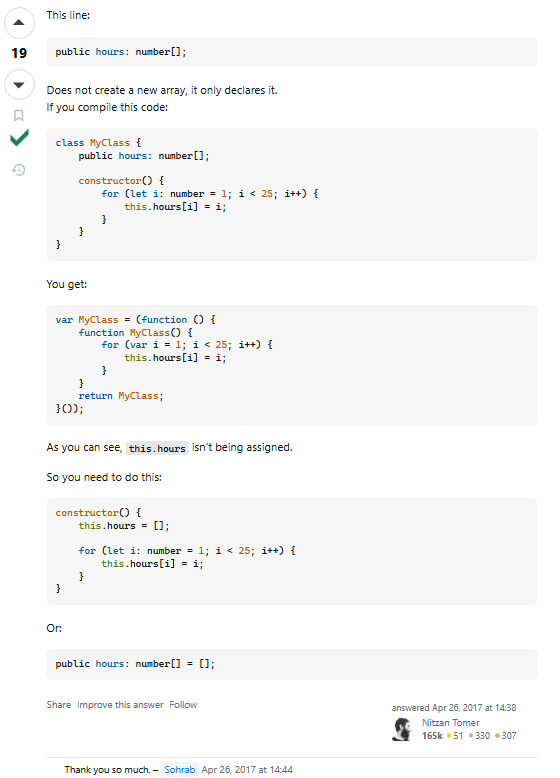 This line:
19
public hours: number[];
Does not create a new array, it only declares it.
If you compile this code:
class MyClass {
    public hours: number[];

    constructor() {
        for (let i: number = 1; i < 25; i++) {
            this.hours[i] = i;
        }
    }
}
You get:
var MyClass = (function () {
    function MyClass() {
        for (var i = 1; i < 25; i++) {
            this.hours[i] = i;
        }
    }
    return MyClass;
}());
As you can see, this.hours isn't being assigned.
So you need to do this:
constructor() {
    this.hours = [];

    for (let i: number = 1; i < 25; i++) {
        this.hours[i] = i;
    }
}
Or:
public hours: number[] = [];
Share Improve this answer Follow
answered Apr 26, 2017 at 14:38
Nitzan Tomer
165k 51 330 307
Thank you so much. – Sohrab Apr 26, 2017 at 14:44